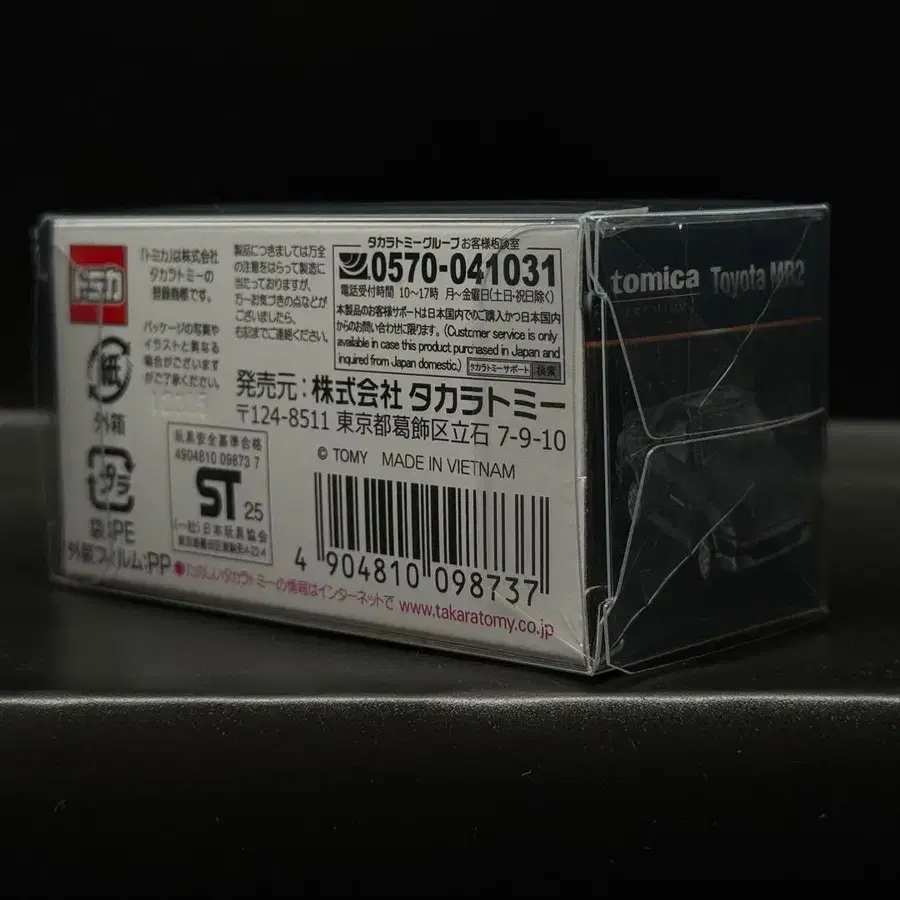 トミカ
「トミカ」は株式会社
タカラトミーの
登録商標です。
パッケージの写真や
イラストと異なる
場合がございます
がご了承ください。
製品につきましては万全
の注意をはらって製造に
当たっておりますが、
万一お気づきの点などが
ございましたら、
右記までご連絡ください。
タカラトミーグループ お客様相談室
0570-041031
電話受付時間 10〜17時 月〜金曜日(土日・祝日除く)
本製品のお客様サポートは日本国内でのご購入かつ日本国内
からのお問い合わせに限ります。(Customer service is only
available in case this product purchased in Japan and
inquired from Japan domestic.)
タカラトミーサポート 検索
発売元：株式会社 タカラトミー
〒124-8511 東京都葛飾区立石 7-9-10
© TOMY MADE IN VIETNAM
紙
外箱
プラ
袋:PE
外装フィルム:PP
玩具安全基準合格
4904810 09873 7
ST 25
(一社)日本玩具協会
4 904810 098737
●たのしいタカラトミーの情報はインターネットで www.takaratomy.co.jp
tomica Toyota MR2
PREMIUM